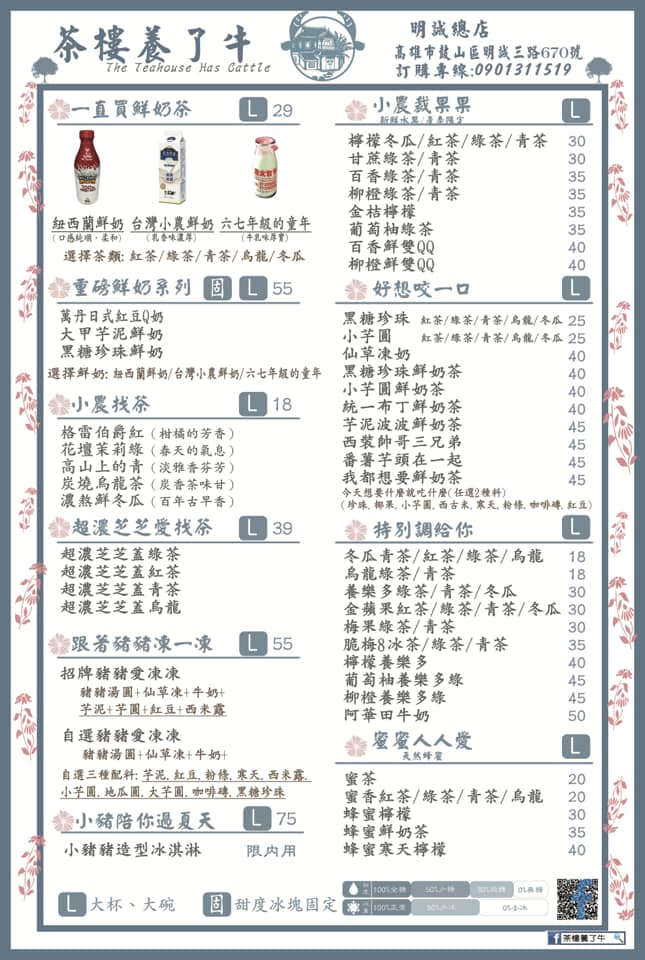 茶樓養了牛
The Teahouse Has Cattle
明誠總店
高雄市鼓山區明誠三路670號
訂購專線:0901311519
一直買鮮奶茶 L 29
紐西蘭鮮奶 台灣小農鮮奶 六七年級的童年
(口感純順、柔和) (乳香味濃厚) (牛乳味厚實)
選擇茶類: 紅茶/綠茶/青茶/烏龍/冬瓜
重磅鮮奶系列 固 L 55
萬丹日式紅豆Q奶
大甲芋泥鮮奶
黑糖珍珠鮮奶
選擇鮮奶: 紐西蘭鮮奶/台灣小農鮮奶/六七年級的童年
小農找茶 L 18
格雷伯爵紅 (柑橘的芳香)
花壇茉莉綠 (春天的氣息)
高山上的青 (淡雅香芬芳)
炭燒烏龍茶 (炭香茶味甘)
濃熬鮮冬瓜 (百年古早香)
超濃芝芝愛找茶 L 39
超濃芝芝蓋綠茶
超濃芝芝蓋紅茶
超濃芝芝蓋青茶
超濃芝芝蓋烏龍
跟著豬豬凍一凍 L 55
招牌豬豬愛凍凍
豬豬湯圓+仙草凍+牛奶+
芋泥+芋圓+紅豆+西米露
自選豬豬愛凍凍
豬豬湯圓+仙草凍+牛奶+
自選三種配料: 芋泥, 紅豆, 粉條, 寒天, 西米露,
小芋圓, 地瓜圓, 大芋圓, 咖啡磚, 黑糖珍珠
小豬陪你過夏天 L 75
小豬豬造型冰淇淋 限內用
L 大杯、大碗 固 甜度冰塊固定
小農栽果果 L
新鮮水果/
檸檬冬瓜/紅茶/綠茶/青茶 30
甘蔗綠茶/青茶 30
百香綠茶/青茶 35
柳橙綠茶/青茶 35
金桔檸檬 35
葡萄柚綠茶 35
百香鮮雙QQ 40
柳橙鮮雙QQ 40
好想咬一口 L
黑糖珍珠 紅茶/綠茶/青茶/烏龍/冬瓜 25
小芋圓 紅茶/綠茶/青茶/烏龍/冬瓜 25
仙草凍奶 40
黑糖珍珠鮮奶茶 40
小芋圓鮮奶茶 40
統一布丁鮮奶茶 40
芋泥波波鮮奶茶 45
西裝帥哥三兄弟 45
番薯芋頭在一起 45
我都想要鮮奶茶 45
今天想要什麼就吃什麼(任選2種料)
(珍珠, 椰果, 小芋圓, 西古米, 寒天, 粉條, 咖啡磚, 紅豆)
特別調給你 L
冬瓜青茶/紅茶/綠茶/烏龍 18
烏龍綠茶/青茶 18
養樂多綠茶/青茶/冬瓜 30
金蘋果紅茶/綠茶/青茶/冬瓜 30
梅果綠茶/青茶 30
脆梅8冰茶/綠茶/青茶 35
檸檬養樂多 40
葡萄柚養樂多綠 45
柳橙養樂多綠 45
阿華田牛奶 50
蜜蜜人人愛 L
天然蜂蜜
蜜茶 20
蜜香紅茶/綠茶/青茶/烏龍 20
蜂蜜檸檬 30
蜂蜜鮮奶茶 35
蜂蜜寒天檸檬 40
100%全糖 50%少糖 30%微糖 0%無糖
100%正常 50%少冰 0%去冰
茶樓養了牛